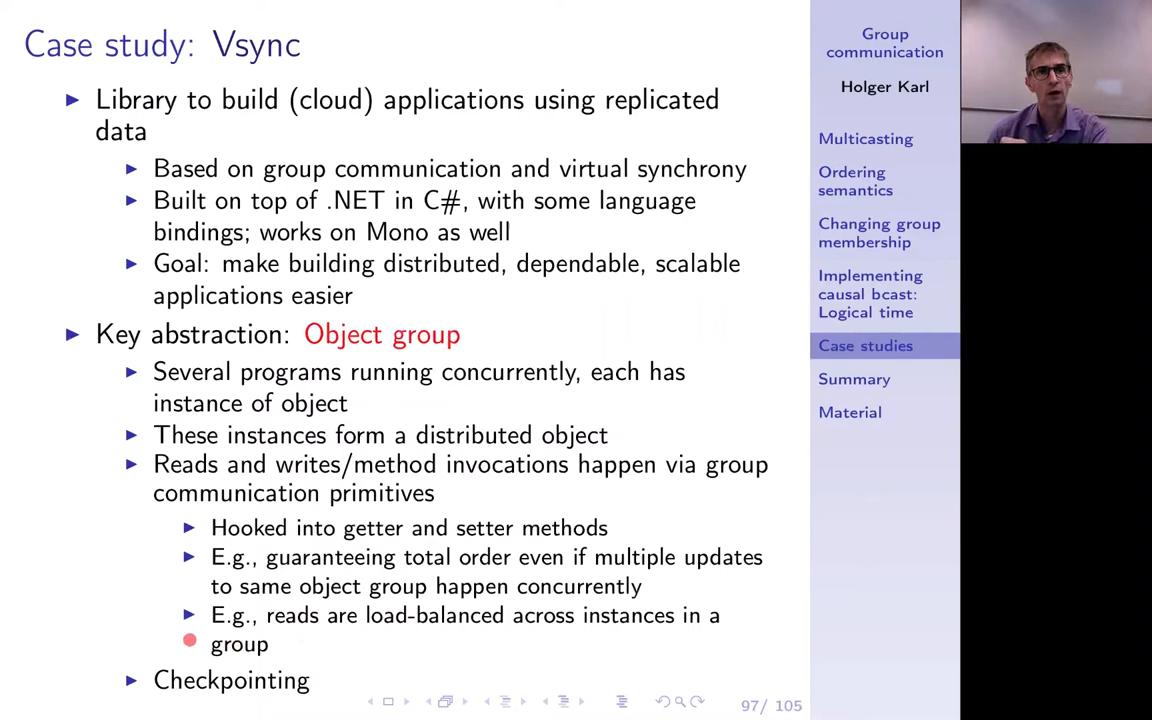 Case study: Vsync
Library to build (cloud) applications using replicated
data
Based on group communication and virtual synchrony
Built on top of .NET in C#, with some language
bindings; works on Mono as well
Goal: make building distributed, dependable, scalable
applications easier
Key abstraction: Object group
Several programs running concurrently, each has
instance of object
These instances form a distributed object
Reads and writes/method invocations happen via group
communication primitives
Hooked into getter and setter methods
E.g., guaranteeing total order even if multiple updates
to same object group happen concurrently
E.g., reads are load-balanced across instances in a
group
Checkpointing
97/ 105
Group
communication
Holger Karl
Multicasting
Ordering
semantics
Changing group
membership
Implementing
causal bcast:
Logical time
Case studies
Summary
Material